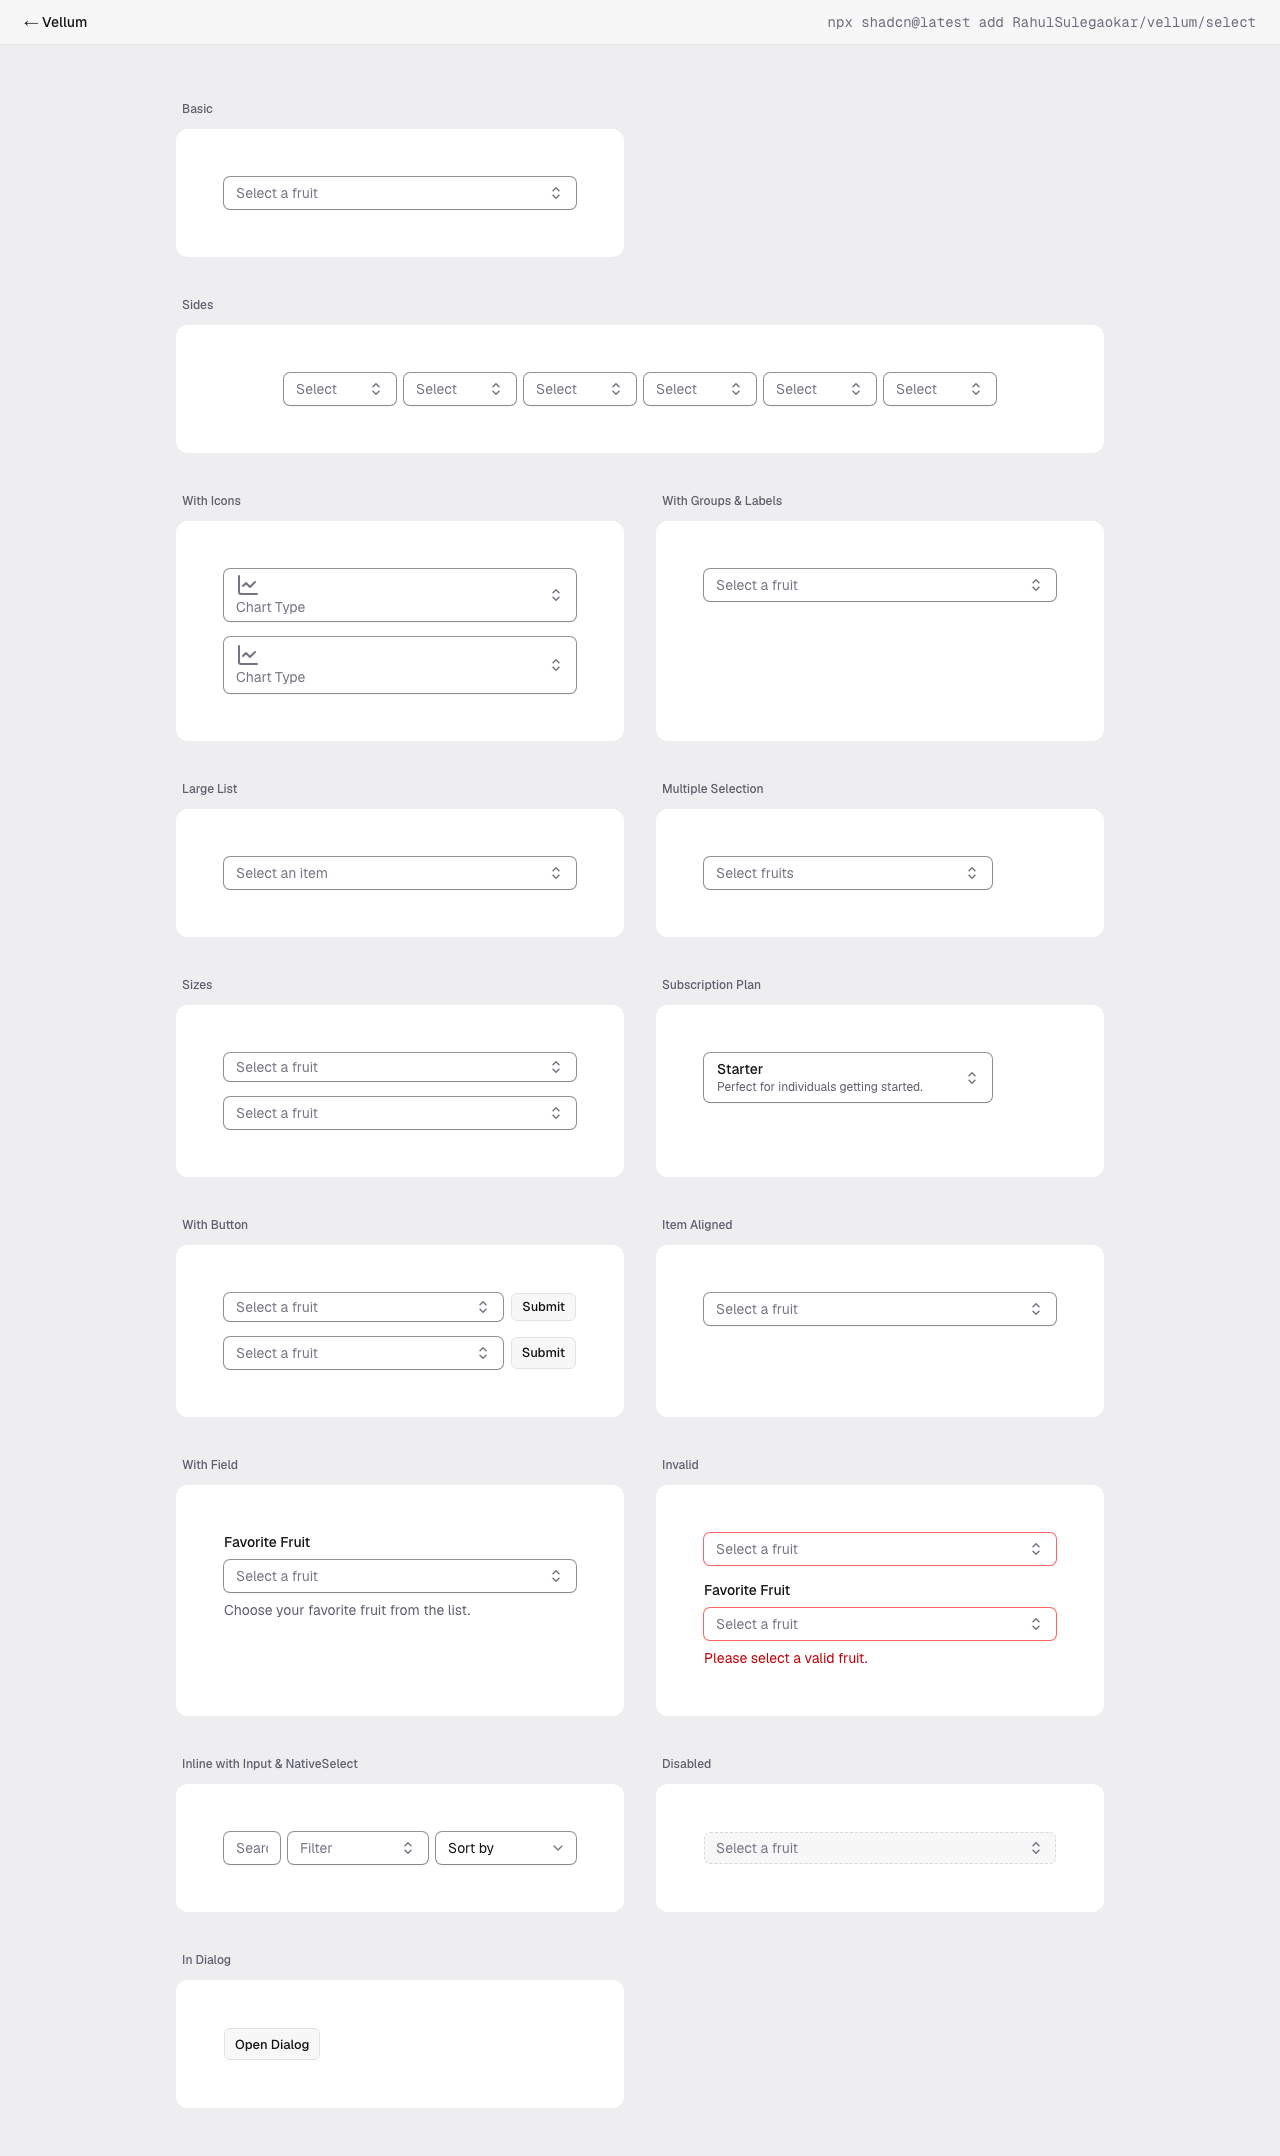 ← Vellum
npx shadcn@latest add RahulSulegaokar/vellum/select
Basic
Select a fruit
Sides
Select Select Select Select Select Select
With Icons
Chart Type
Chart Type
With Groups & Labels
Select a fruit
Large List
Select an item
Multiple Selection
Select fruits
Sizes
Select a fruit
Select a fruit
Subscription Plan
Starter
Perfect for individuals getting started.
With Button
Select a fruit Submit
Select a fruit Submit
Item Aligned
Select a fruit
With Field
Favorite Fruit
Select a fruit
Choose your favorite fruit from the list.
Invalid
Select a fruit
Favorite Fruit
Select a fruit
Please select a valid fruit.
Inline with Input & NativeSelect
Searc Filter Sort by
Disabled
Select a fruit
In Dialog
Open Dialog